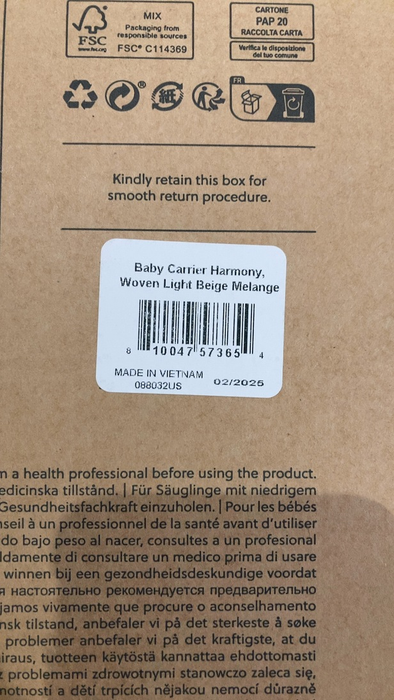 MIX
Packaging from
responsible sources
FSC® C114369
FSC
www.fsc.org
CARTONE
PAP 20
RACCOLTA CARTA
Verifica le disposizione
del tuo comune
®
紙
FR
Kindly retain this box for
smooth return procedure.
Baby Carrier Harmony,
Woven Light Beige Melange
8 10047 57365 4
MADE IN VIETNAM
088032US 02/2025
n a health professional before using the product.
edicinska tillstånd. | Für Säuglinge mit niedrigem
Gesundheitsfachkraft einzuholen. | Pour les bébés
nseil à un professionnel de la santé avant d'utiliser
do bajo peso al nacer, consultes a un profesional
ldamente di consultare un medico prima di usare
winnen bij een gezondheidsdeskundige voordat
я настоятельно рекомендуется предварительно
jamos vivamente que procure o aconselhamento
nsk tilstand, anbefaler vi på det sterkeste å søke
problemer anbefaler vi på det kraftigste, at du
iraus, tuotteen käytöstä kannattaa ehdottomasti
z problemami zdrowotnymi stanowczo zaleca się,
notností a dětí trpících nějakou nemocí důrazně